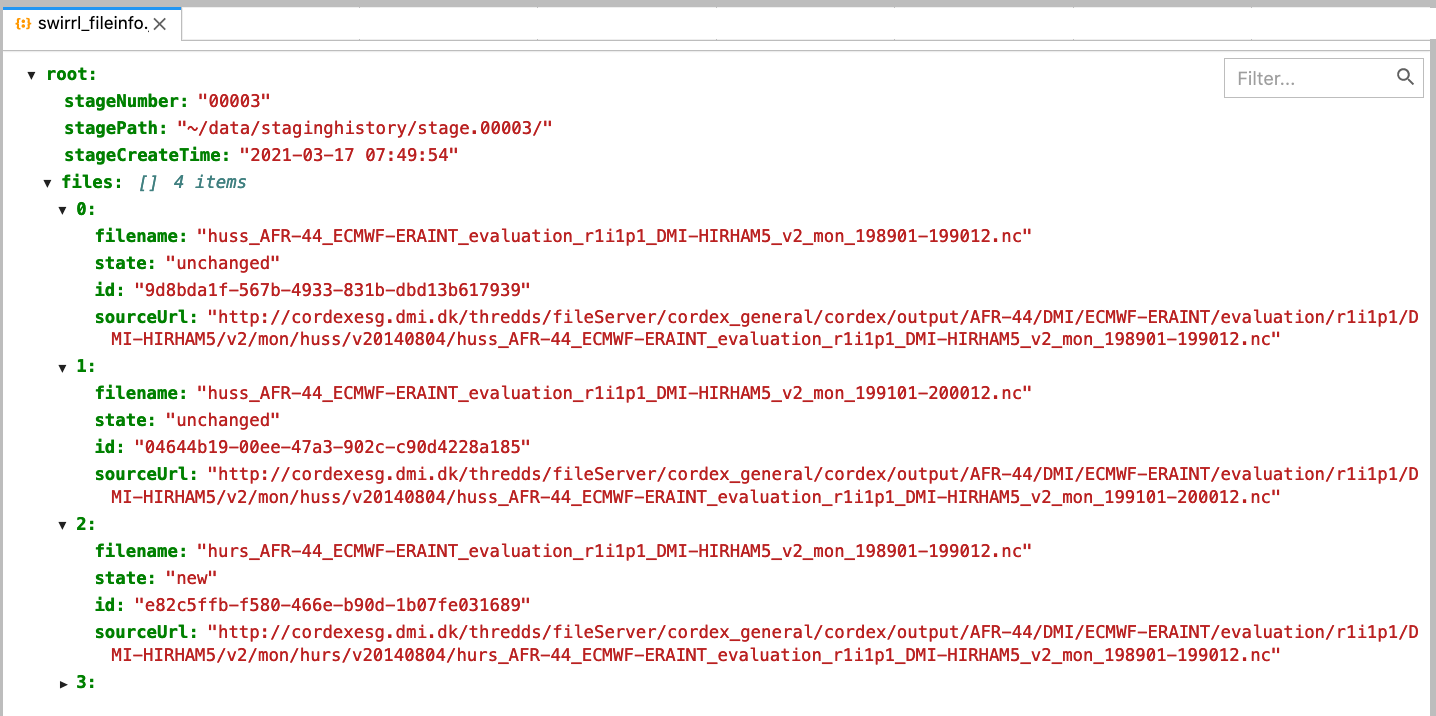 swirrl_fileinfo.
Filter...
root:
stageNumber: "00003"
stagePath: "~/data/staginghistory/stage.00003/"
stageCreateTime: "2021-03-17 07:49:54"
files: [] 4 items
0:
filename: "huss_AFR-44_ECMWF-ERAINT_evaluation_r1i1p1_DMI-HIRHAM5_v2_mon_198901-199012.nc"
state: "unchanged"
id: "9d8bda1f-567b-4933-831b-dbd13b617939"
sourceUrl: "http://cordexesg.dmi.dk/thredds/fileServer/cordex_general/cordex/output/AFR-44/DMI/ECMWF-ERAINT/evaluation/r1i1p1/D
MI-HIRHAM5/v2/mon/huss/v20140804/huss_AFR-44_ECMWF-ERAINT_evaluation_r1i1p1_DMI-HIRHAM5_v2_mon_198901-199012.nc"
1:
filename: "huss_AFR-44_ECMWF-ERAINT_evaluation_r1i1p1_DMI-HIRHAM5_v2_mon_199101-200012.nc"
state: "unchanged"
id: "04644b19-00ee-47a3-902c-c90d4228a185"
sourceUrl: "http://cordexesg.dmi.dk/thredds/fileServer/cordex_general/cordex/output/AFR-44/DMI/ECMWF-ERAINT/evaluation/r1i1p1/D
MI-HIRHAM5/v2/mon/huss/v20140804/huss_AFR-44_ECMWF-ERAINT_evaluation_r1i1p1_DMI-HIRHAM5_v2_mon_199101-200012.nc"
2:
filename: "hurs_AFR-44_ECMWF-ERAINT_evaluation_r1i1p1_DMI-HIRHAM5_v2_mon_198901-199012.nc"
state: "new"
id: "e82c5ffb-f580-466e-b90d-1b07fe031689"
sourceUrl: "http://cordexesg.dmi.dk/thredds/fileServer/cordex_general/cordex/output/AFR-44/DMI/ECMWF-ERAINT/evaluation/r1i1p1/D
MI-HIRHAM5/v2/mon/hurs/v20140804/hurs_AFR-44_ECMWF-ERAINT_evaluation_r1i1p1_DMI-HIRHAM5_v2_mon_198901-199012.nc"
3: